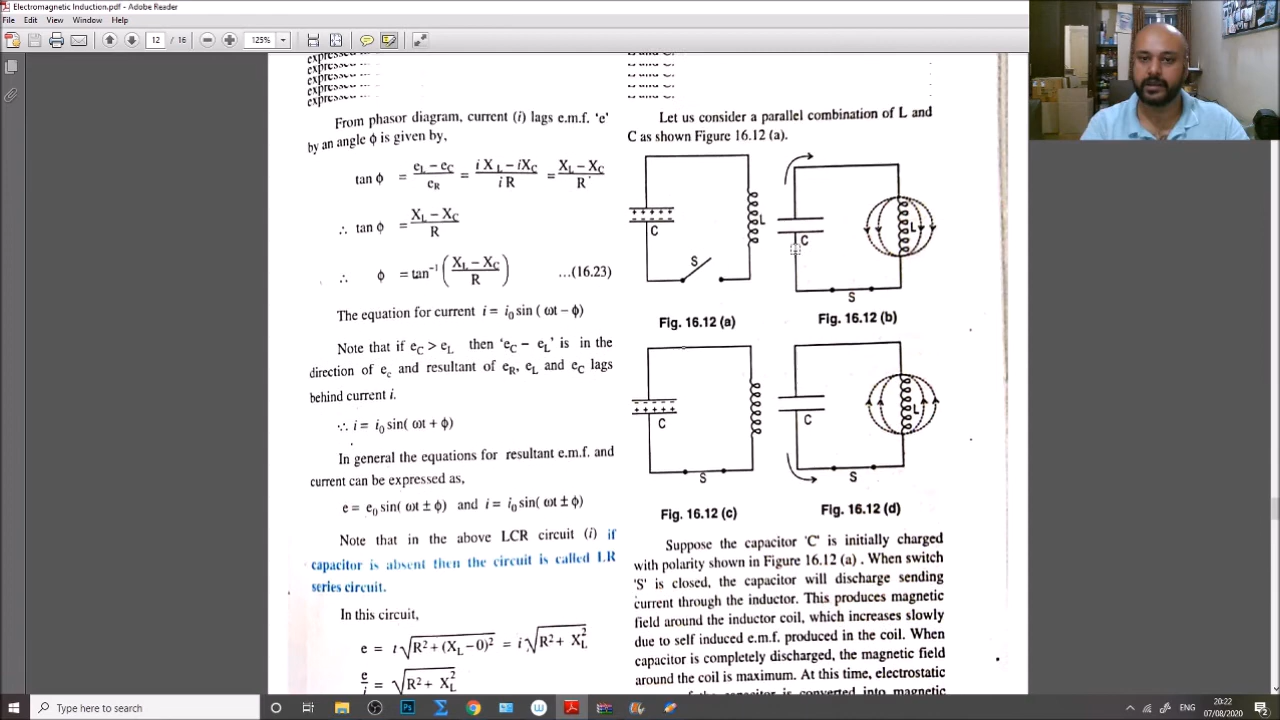 Electromagnetic Induction.pdf - Adobe Reader
File Edit View Window Help
12 / 16 125%
expressed
expressed
expressed
expressed
From phasor diagram, current (i) lags e.m.f. 'e'
by an angle ϕ is given by,
tan ϕ = (e_L − e_C)/e_R = (i X_L − iX_C)/(i R) = (X_L − X_C)/R
∴ tan ϕ = (X_L − X_C)/R
∴ ϕ = tan⁻¹ ((X_L − X_C)/R) ...(16.23)
The equation for current i = i₀ sin ( ωt − ϕ)
Note that if e_C > e_L then 'e_C − e_L' is in the
direction of e_c and resultant of e_R, e_L and e_C lags
behind current i.
∴ i = i₀ sin( ωt + ϕ)
In general the equations for resultant e.m.f. and
current can be expressed as,
e = e₀ sin( ωt ± ϕ) and i = i₀ sin( ωt ± ϕ)
Note that in the above LCR circuit (i) if
capacitor is absent then the circuit is called LR
series circuit.
In this circuit,
e = i√(R² + (X_L − 0)²) = i√(R² + X_L²)
e/i = √(R² + X_L²)
Let us consider a parallel combination of L and
C as shown Figure 16.12 (a).
C L S
Fig. 16.12 (a)
C L S
Fig. 16.12 (b)
C S
Fig. 16.12 (c)
C L S
Fig. 16.12 (d)
Suppose the capacitor 'C' is initially charged
with polarity shown in Figure 16.12 (a) . When switch
'S' is closed, the capacitor will discharge sending
current through the inductor. This produces magnetic
field around the inductor coil, which increases slowly
due to self induced e.m.f. produced in the coil. When
capacitor is completely discharged, the magnetic field
around the coil is maximum. At this time, electrostatic
capacitor is converted into magnetic
Type here to search
ENG
20:22
07/08/2020